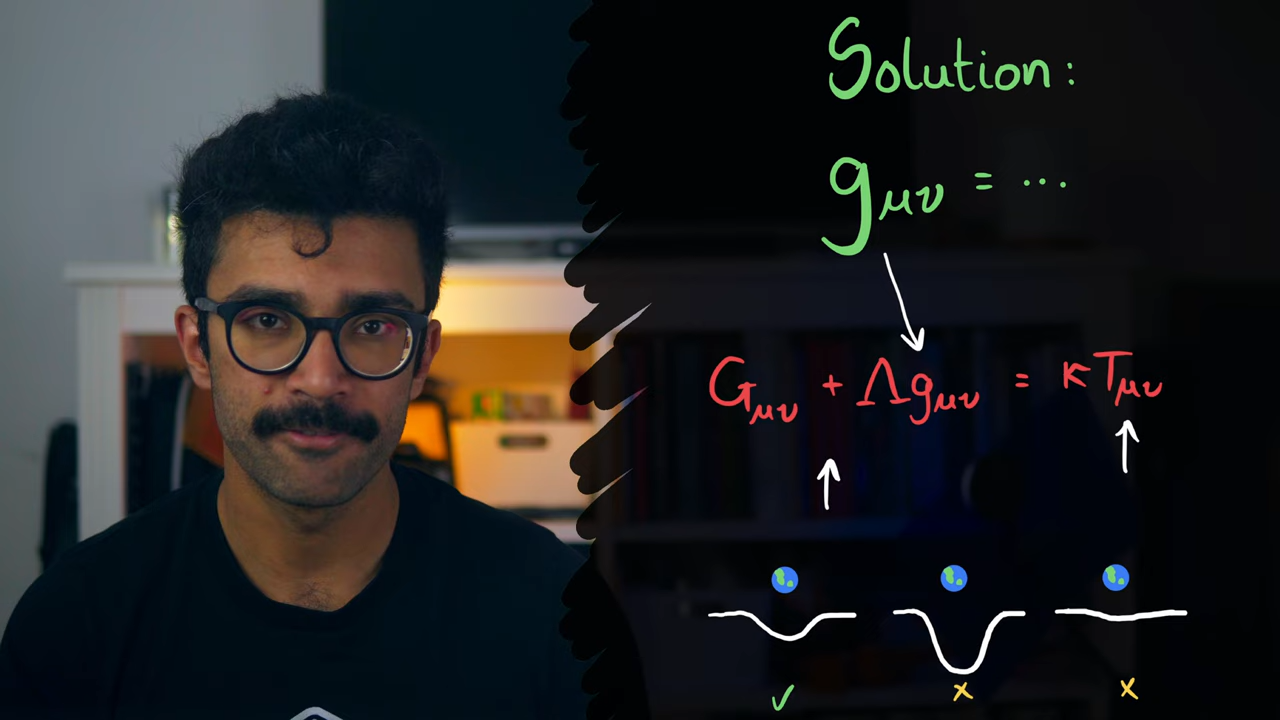 Solution:
gμν = ...
Gμν + Λgμν = κTμν
✓ × ×